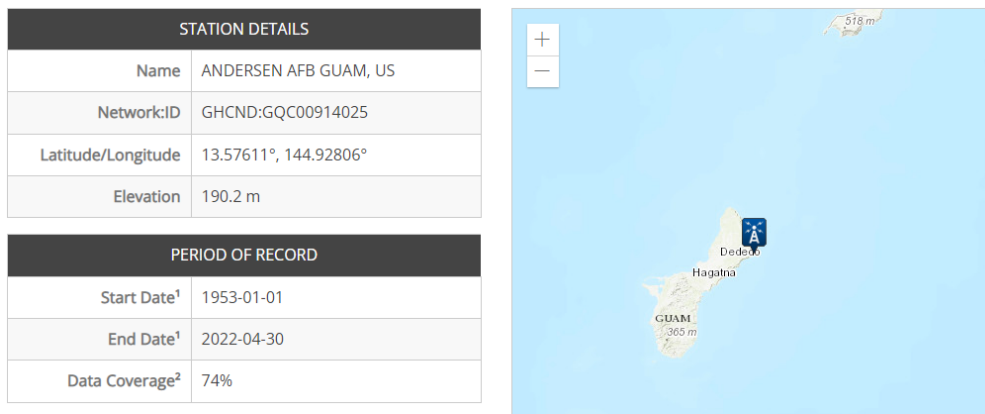 STATION DETAILS
Name ANDERSEN AFB GUAM, US
Network:ID GHCND:GQC00914025
Latitude/Longitude 13.57611°, 144.92806°
Elevation 190.2 m
PERIOD OF RECORD
Start Date¹ 1953-01-01
End Date¹ 2022-04-30
Data Coverage² 74%
+
−
518 m
Dededo
Hagatna
GUAM
365 m